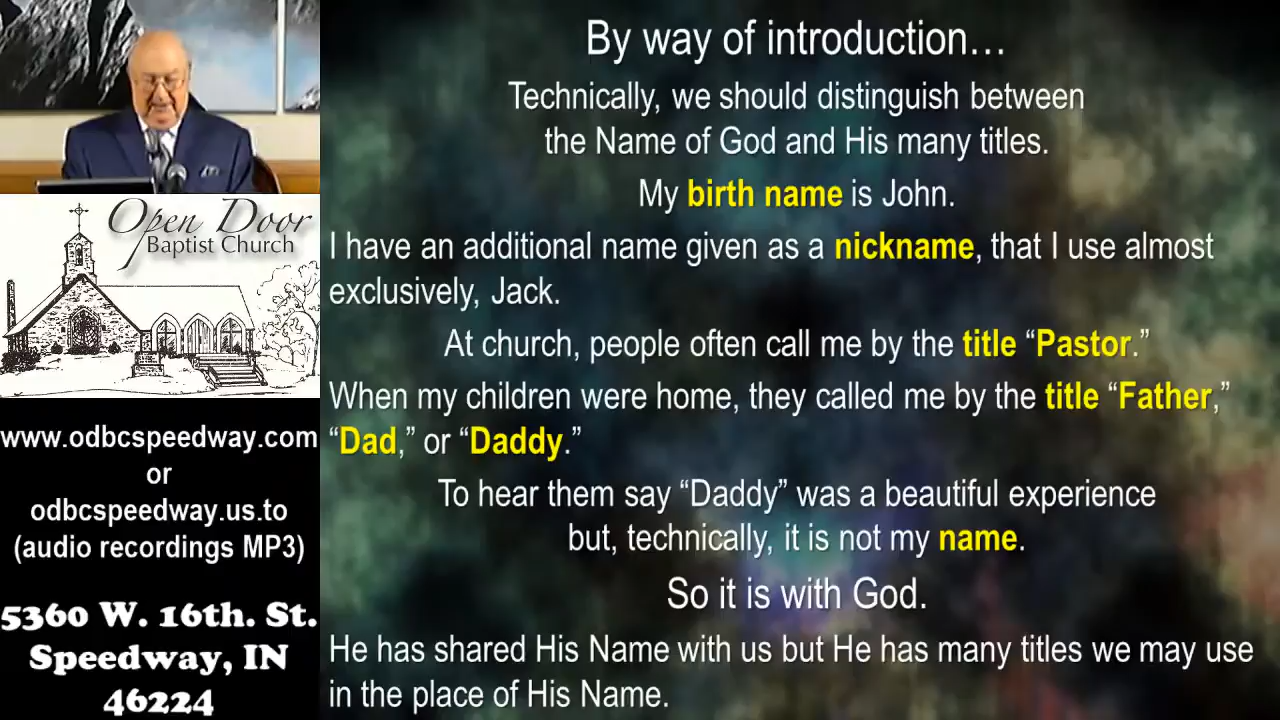 Open Door
Baptist Church
www.odbcspeedway.com
or
odbcspeedway.us.to
(audio recordings MP3)
5360 W. 16th. St.
Speedway, IN
46224
By way of introduction…
Technically, we should distinguish between
the Name of God and His many titles.
My birth name is John.
I have an additional name given as a nickname, that I use almost
exclusively, Jack.
At church, people often call me by the title “Pastor.”
When my children were home, they called me by the title “Father,”
“Dad,” or “Daddy.”
To hear them say “Daddy” was a beautiful experience
but, technically, it is not my name.
So it is with God.
He has shared His Name with us but He has many titles we may use
in the place of His Name.